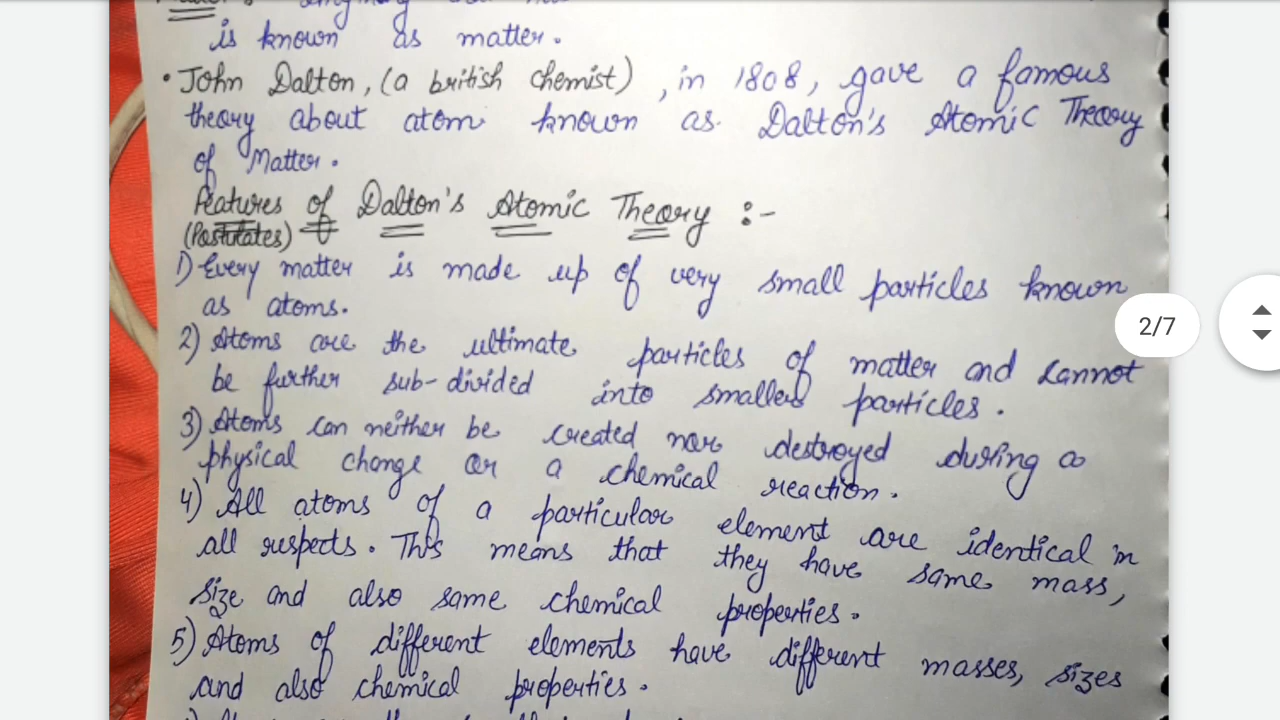 is known as matter.
• John Dalton, (a british chemist), in 1808, gave a famous
theory about atom known as Dalton's Atomic Theory
of Matter.
Features of Dalton's Atomic Theory :-
(Postulates)
1) Every matter is made up of very small particles known
as atoms.
2) Atoms are the ultimate particles of matter and cannot
be further sub-divided into smaller particles.
3) Atoms can neither be created nor destroyed during a
physical change or a chemical reaction.
4) All atoms of a particular element are identical in
all respects. This means that they have same mass,
size and also same chemical properties.
5) Atoms of different elements have different masses, sizes
and also chemical properties.
2/7